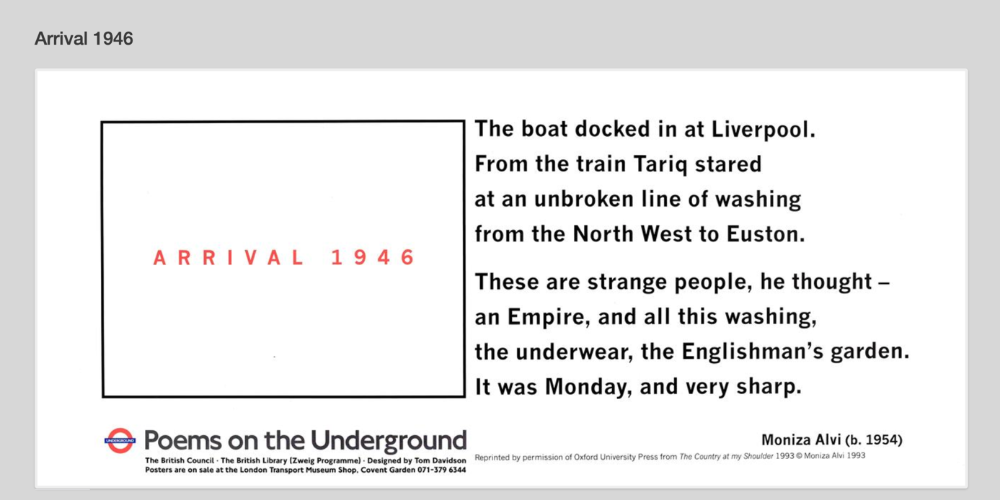 Arrival 1946
ARRIVAL 1946
The boat docked in at Liverpool.
From the train Tariq stared
at an unbroken line of washing
from the North West to Euston.
These are strange people, he thought –
an Empire, and all this washing,
the underwear, the Englishman’s garden.
It was Monday, and very sharp.
UNDERGROUND
Poems on the Underground
The British Council · The British Library (Zweig Programme) · Designed by Tom Davidson
Posters are on sale at the London Transport Museum Shop, Covent Garden 071-379 6344
Moniza Alvi (b. 1954)
Reprinted by permission of Oxford University Press from The Country at my Shoulder 1993 © Moniza Alvi 1993